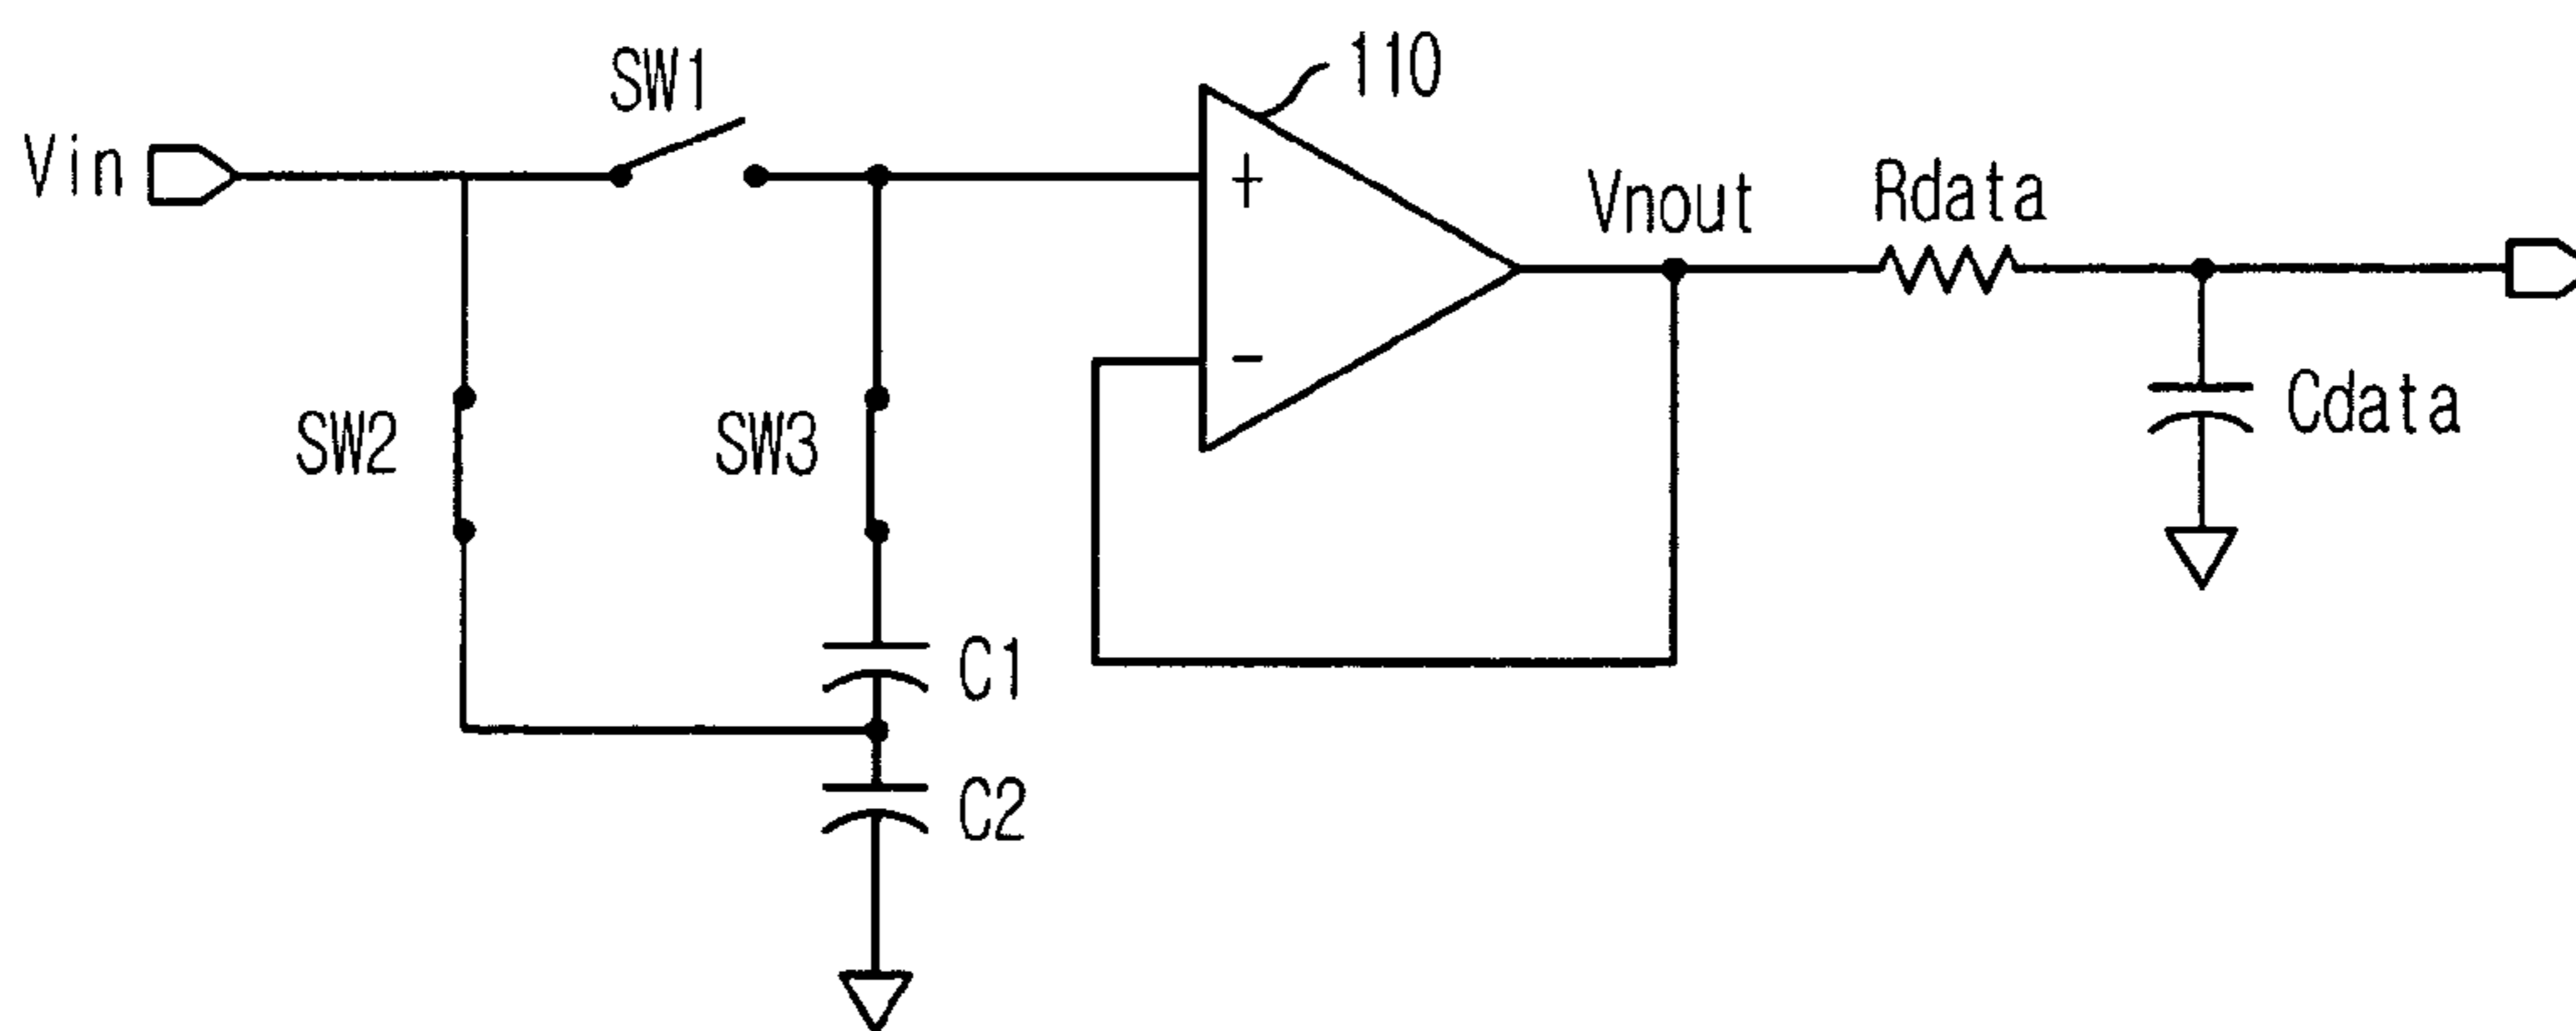 SW1
110
Vin
+
Vnout
Rdata
-
SW2
SW3
Cdata
C1
C2